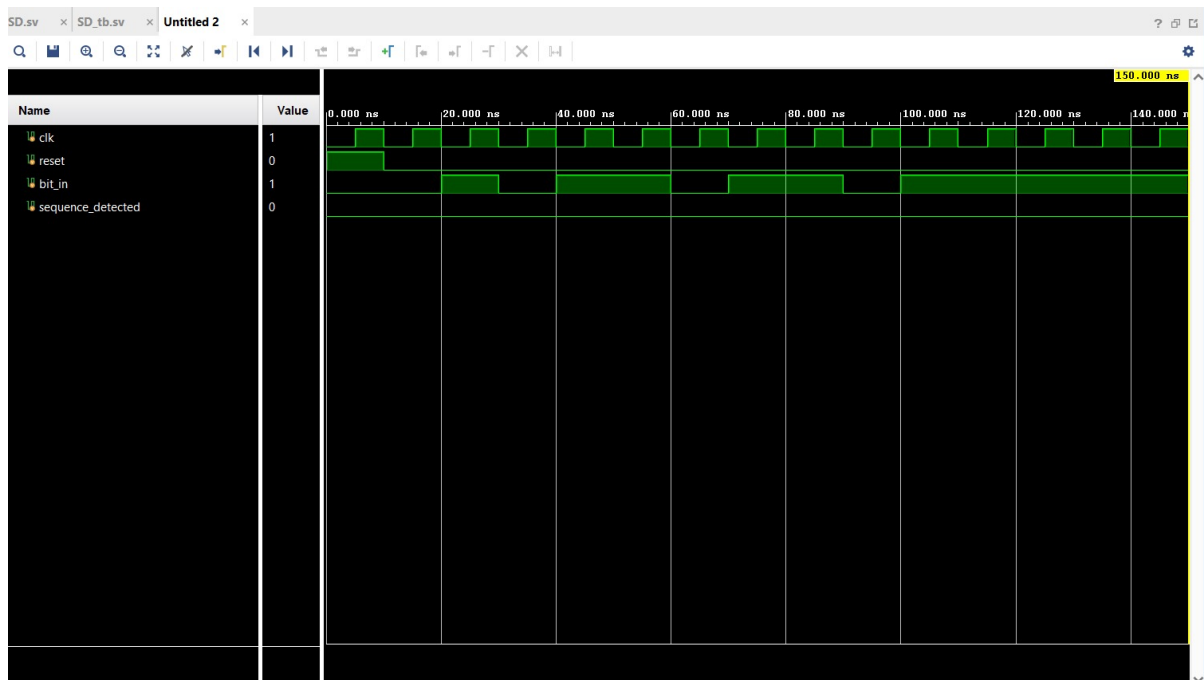 SD.sv × SD_tb.sv × Untitled 2 × ?
150.000 ns
Name Value 0.000 ns 20.000 ns 40.000 ns 60.000 ns 80.000 ns 100.000 ns 120.000 ns 140.000 n
clk 1
reset 0
bit_in 1
sequence_detected 0